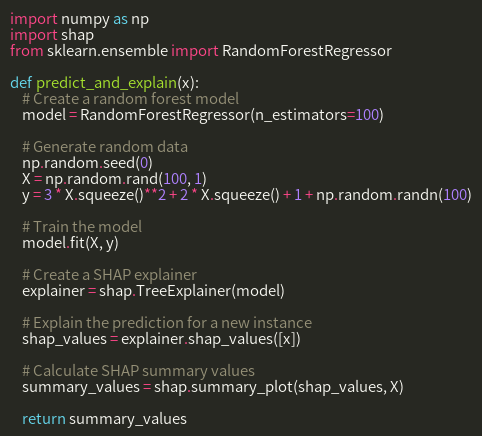 import numpy as np
import shap
from sklearn.ensemble import RandomForestRegressor
def predict_and_explain(x):
# Create a random forest model
model = RandomForestRegressor(n_estimators=100)
# Generate random data
np.random.seed(0)
X = np.random.rand(100, 1)
y = 3 * X.squeeze()**2 + 2 * X.squeeze() + 1 + np.random.randn(100)
# Train the model
model.fit(X, y)
# Create a SHAP explainer
explainer = shap.TreeExplainer(model)
# Explain the prediction for a new instance
shap_values = explainer.shap_values([x])
# Calculate SHAP summary values
summary_values = shap.summary_plot(shap_values, X)
return summary_values